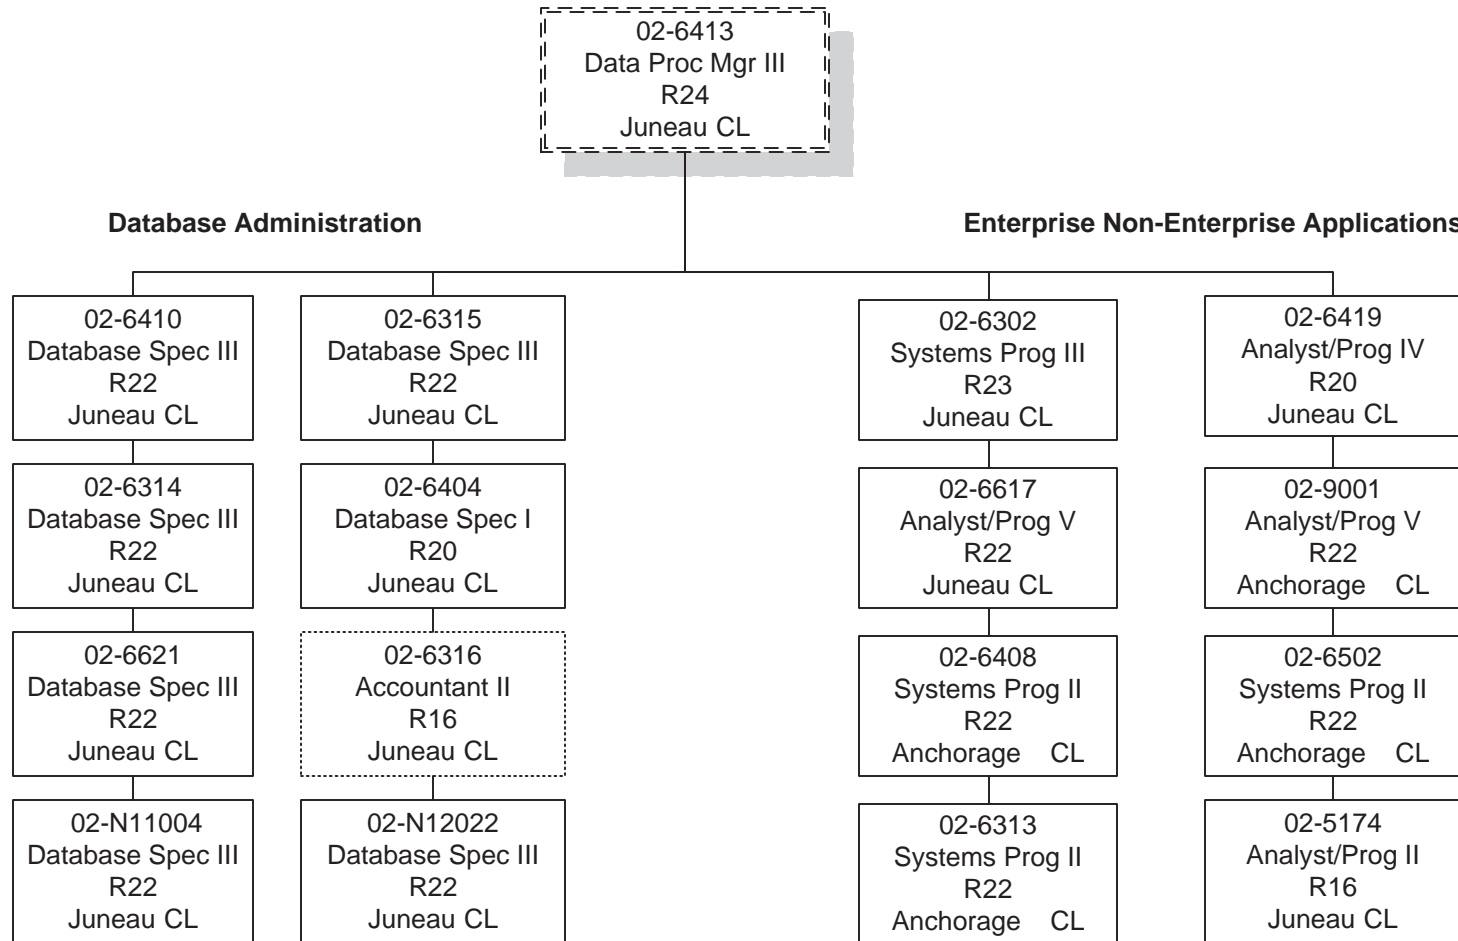 02-6413
Data Proc Mgr III
R24
Juneau CL
Database Administration
Enterprise Non-Enterprise Applications
02-6410
Database Spec III
R22
Juneau CL
02-6315
Database Spec III
R22
Juneau CL
02-6302
Systems Prog III
R23
Juneau CL
02-6419
Analyst/Prog IV
R20
Juneau CL
02-6314
Database Spec III
R22
Juneau CL
02-6404
Database Spec I
R20
Juneau CL
02-6617
Analyst/Prog V
R22
Juneau CL
02-9001
Analyst/Prog V
R22
Anchorage CL
02-6621
Database Spec III
R22
Juneau CL
02-6316
Accountant II
R16
Juneau CL
02-6408
Systems Prog II
R22
Anchorage CL
02-6502
Systems Prog II
R22
Anchorage CL
02-N11004
Database Spec III
R22
Juneau CL
02-N12022
Database Spec III
R22
Juneau CL
02-6313
Systems Prog II
R22
Anchorage CL
02-5174
Analyst/Prog II
R16
Juneau CL